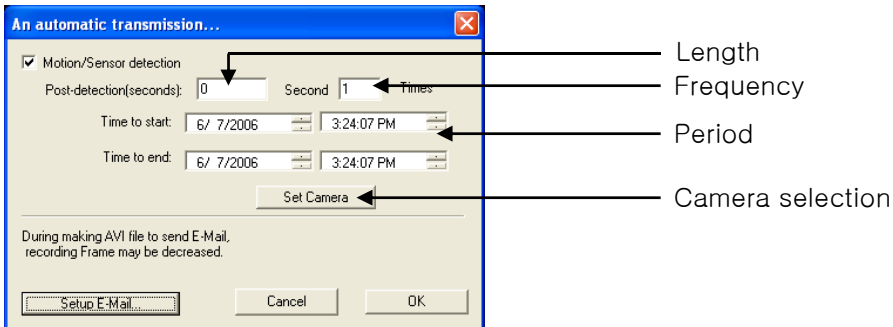 An automatic transmission...
Motion/Sensor detection
Length
Post-detection(seconds): 0 Second 1 Times
Frequency
Time to start: 6/ 7/2006 3:24:07 PM
Period
Time to end: 6/ 7/2006 3:24:07 PM
Set Camera
Camera selection
During making AVI file to send E-Mail,
recording Frame may be decreased.
Setup E-Mail... Cancel OK